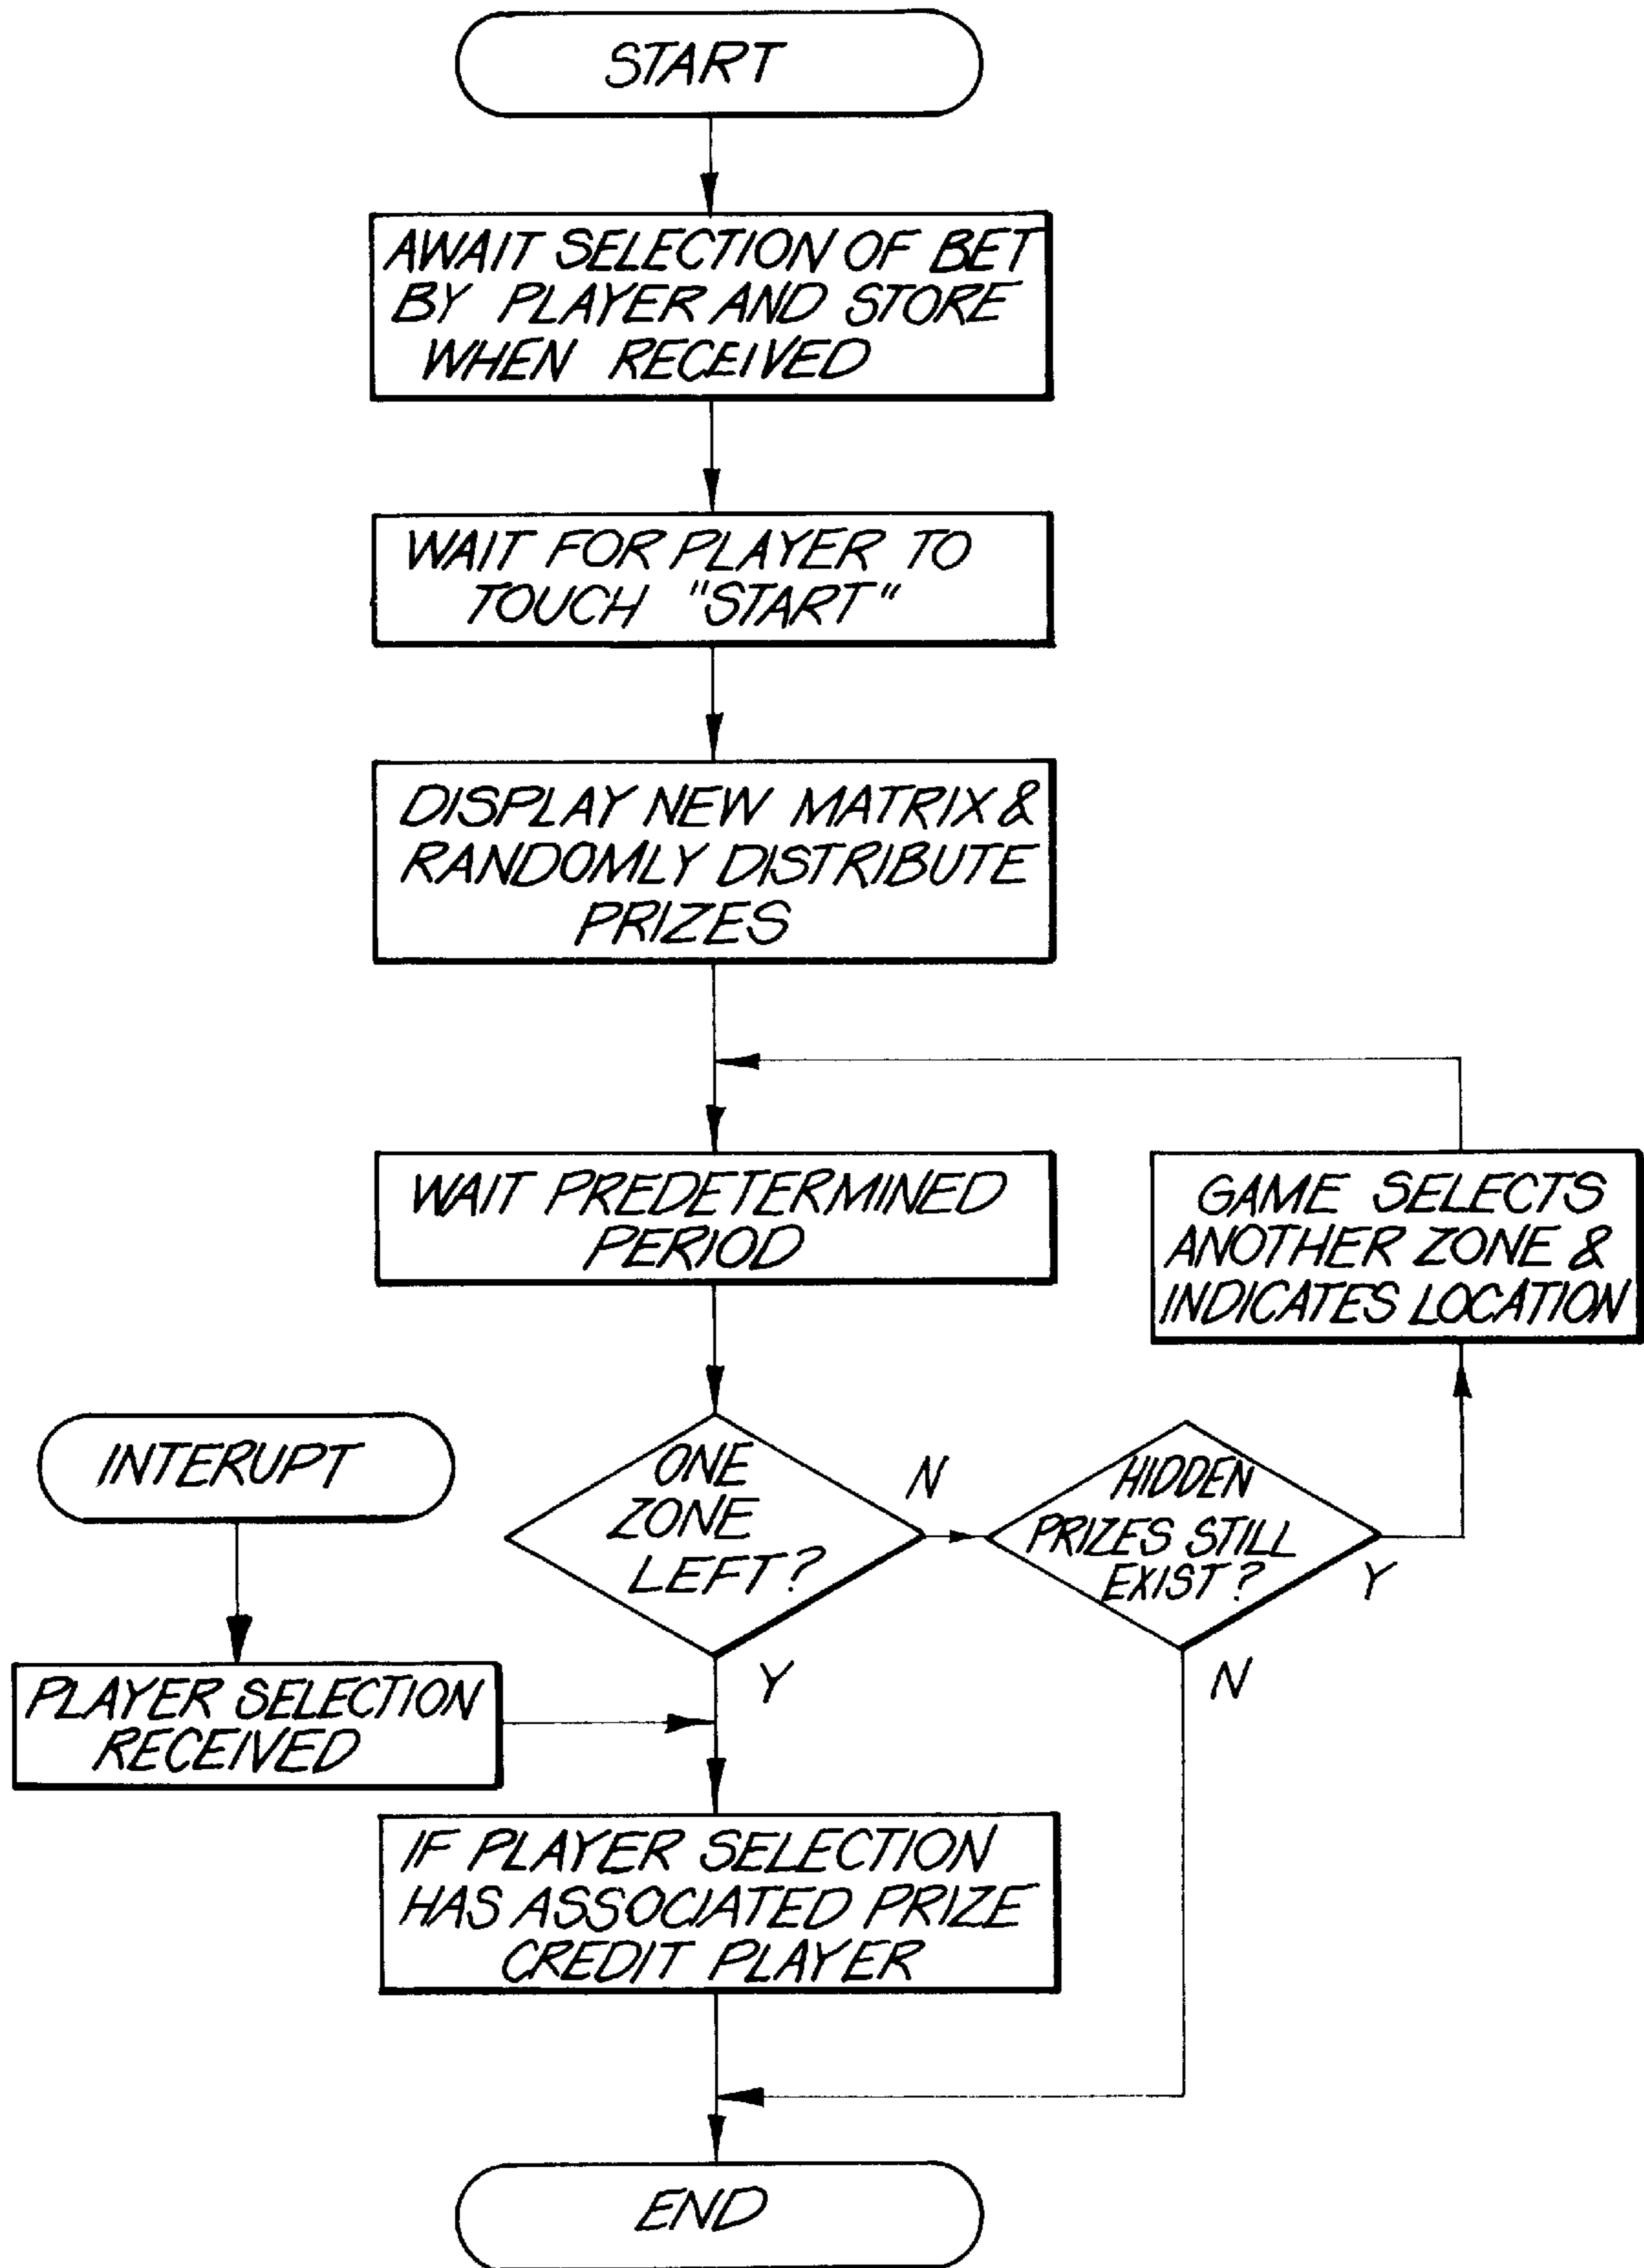 START
AWAIT SELECTION OF BET
BY PLAYER AND STORE
WHEN RECEIVED
WAIT FOR PLAYER TO
TOUCH "START"
DISPLAY NEW MATRIX &
RANDOMLY DISTRIBUTE
PRIZES
WAIT PREDETERMINED
PERIOD
GAME SELECTS
ANOTHER ZONE &
INDICATES LOCATION
INTERUPT
ONE
ZONE
LEFT?
N
HIDDEN
PRIZES STILL
EXIST?
Y
Y
N
PLAYER SELECTION
RECEIVED
IF PLAYER SELECTION
HAS ASSOCIATED PRIZE
CREDIT PLAYER
END